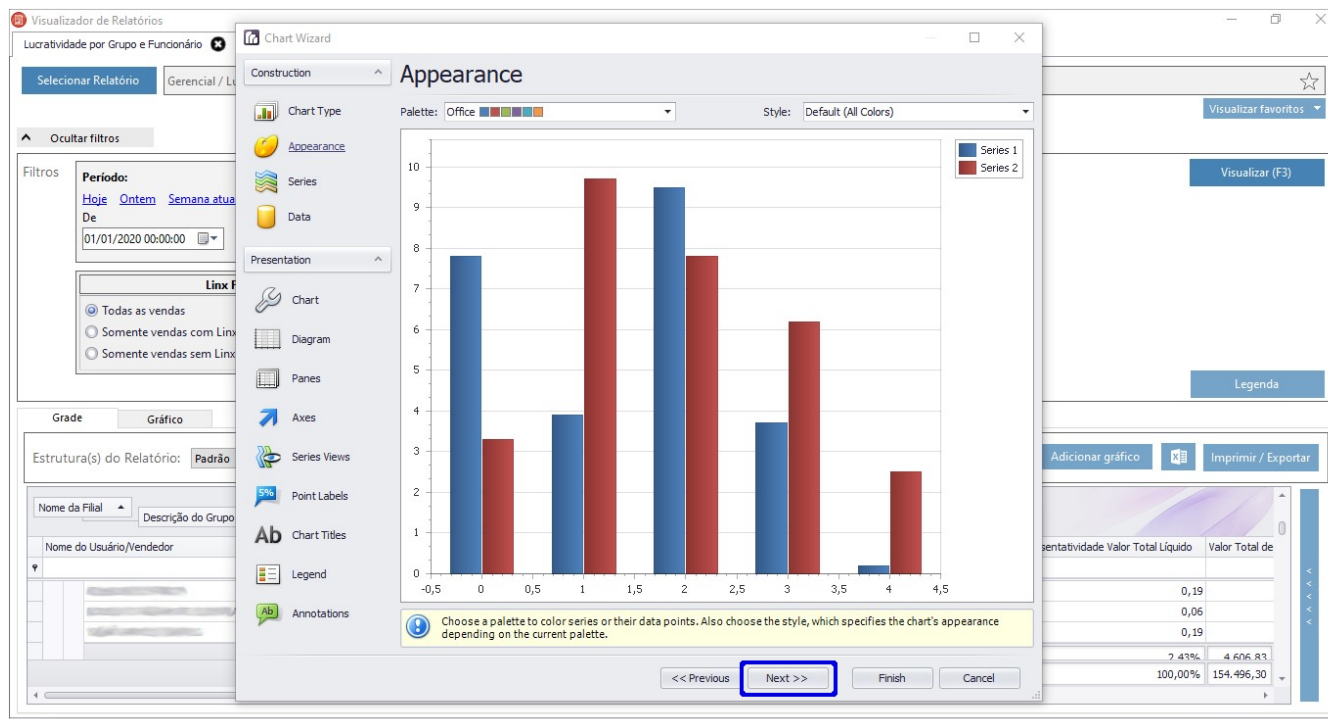 Visualizador de Relatórios
Lucratividade por Grupo e Funcionário
Selecionar Relatório
Gerencial / Lu
Visualizar favoritos
Ocultar filtros
Filtros
Período:
Hoje Ontem Semana atua
De
01/01/2020 00:00:00
Linx F
Todas as vendas
Somente vendas com Linx
Somente vendas sem Linx
Visualizar (F3)
Legenda
Grade Gráfico
Estrutura(s) do Relatório: Padrão
Adicionar gráfico
Imprimir / Exportar
Nome da Filial
Descrição do Grupo
Nome do Usuário/Vendedor
sentatividade Valor Total Líquido Valor Total de
0,19
0,06
0,19
2,43% 4.606,83
100,00% 154.496,30
<
<
<
<
<
Chart Wizard
Construction
Chart Type
Appearance
Series
Data
Presentation
Chart
Diagram
Panes
Axes
Series Views
5%
Point Labels
Ab
Chart Titles
Legend
Ab
Annotations
Appearance
Palette: Office
Style: Default (All Colors)
10
9
8
7
6
5
4
3
2
1
0
-0,5 0 0,5 1 1,5 2 2,5 3 3,5 4 4,5
Series 1
Series 2
Choose a palette to color series or their data points. Also choose the style, which specifies the chart's appearance
depending on the current palette.
<< Previous Next >> Finish Cancel